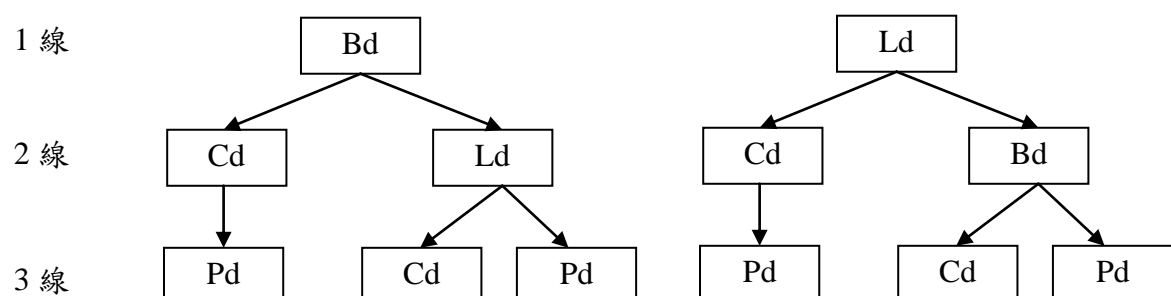 1 線 Bd Ld
2 線 Cd Ld Cd Bd
3 線 Pd Cd Pd Pd Cd Pd